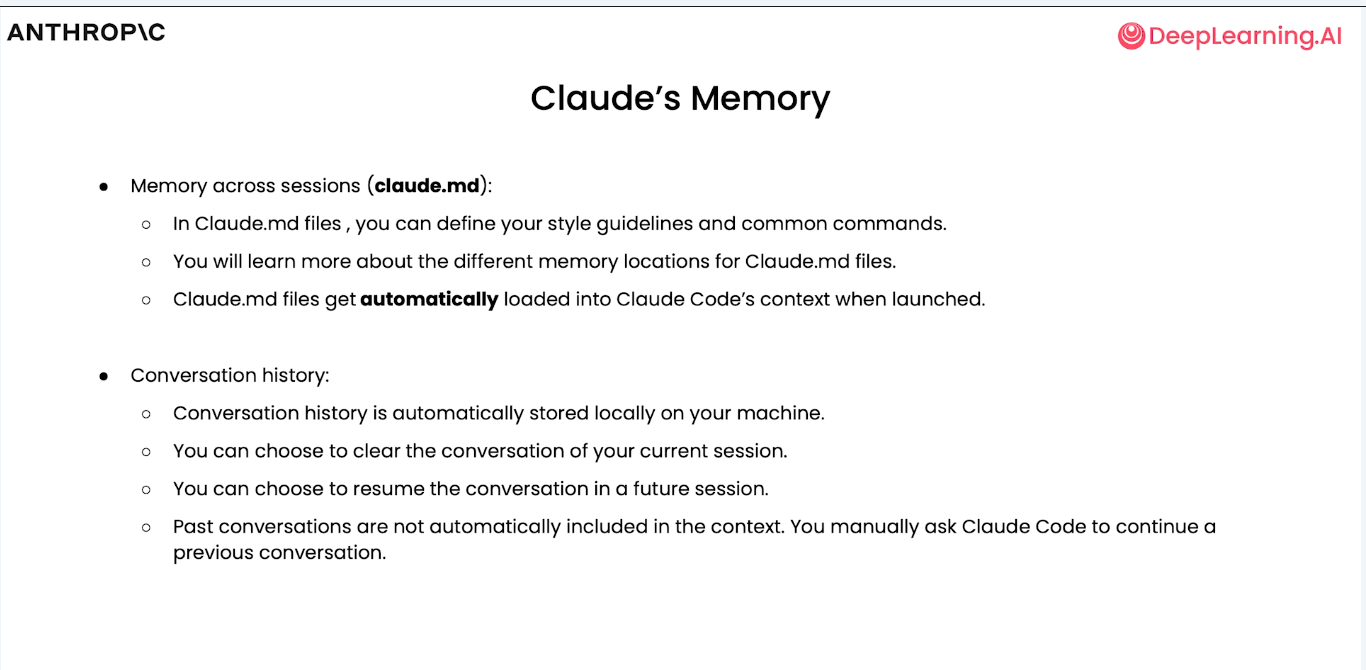 ANTHROP\C
DeepLearning.AI
Claude’s Memory
● Memory across sessions (claude.md):
○ In Claude.md files , you can define your style guidelines and common commands.
○ You will learn more about the different memory locations for Claude.md files.
○ Claude.md files get automatically loaded into Claude Code’s context when launched.
● Conversation history:
○ Conversation history is automatically stored locally on your machine.
○ You can choose to clear the conversation of your current session.
○ You can choose to resume the conversation in a future session.
○ Past conversations are not automatically included in the context. You manually ask Claude Code to continue a
previous conversation.